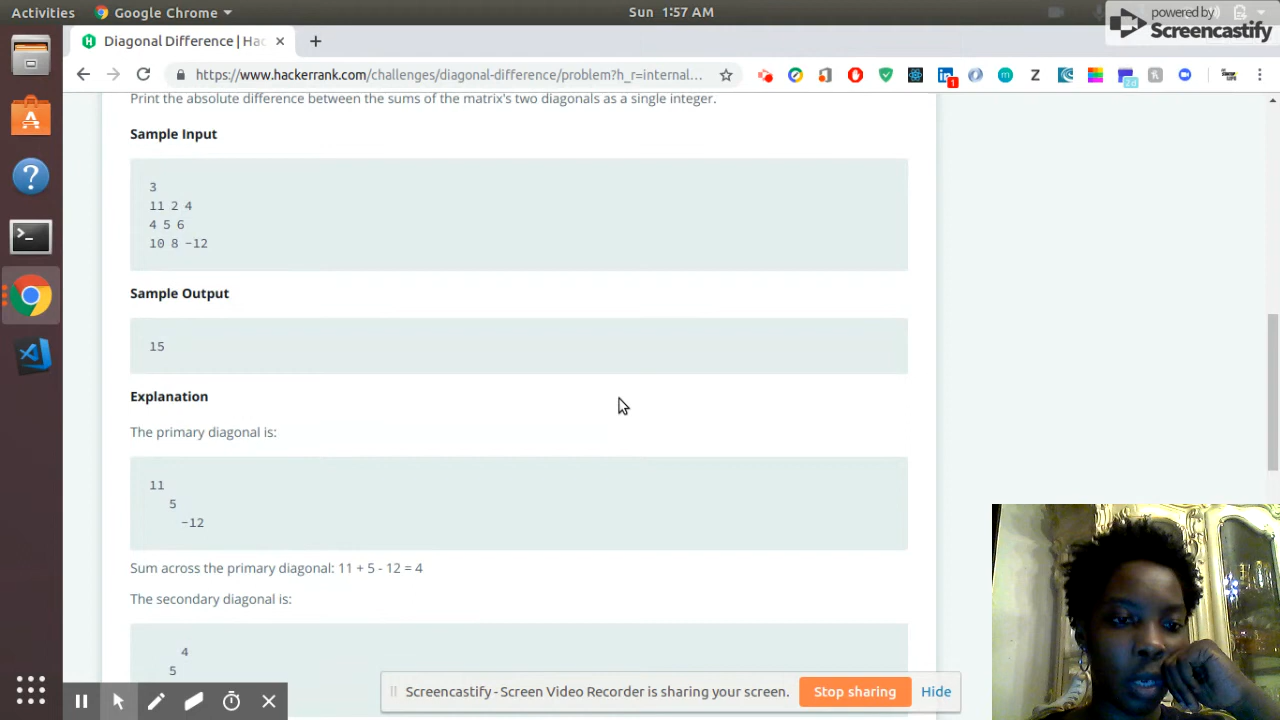 Activities Google Chrome Sun 1:57 AM
powered by
Screencastify
Diagonal Difference | Hac
https://www.hackerrank.com/challenges/diagonal-difference/problem?h_r=internal...
1
2d
Print the absolute difference between the sums of the matrix's two diagonals as a single integer.
Sample Input
3
11 2 4
4 5 6
10 8 -12
Sample Output
15
Explanation
The primary diagonal is:
11
5
-12
Sum across the primary diagonal: 11 + 5 - 12 = 4
The secondary diagonal is:
4
5
Screencastify - Screen Video Recorder is sharing your screen. Stop sharing Hide